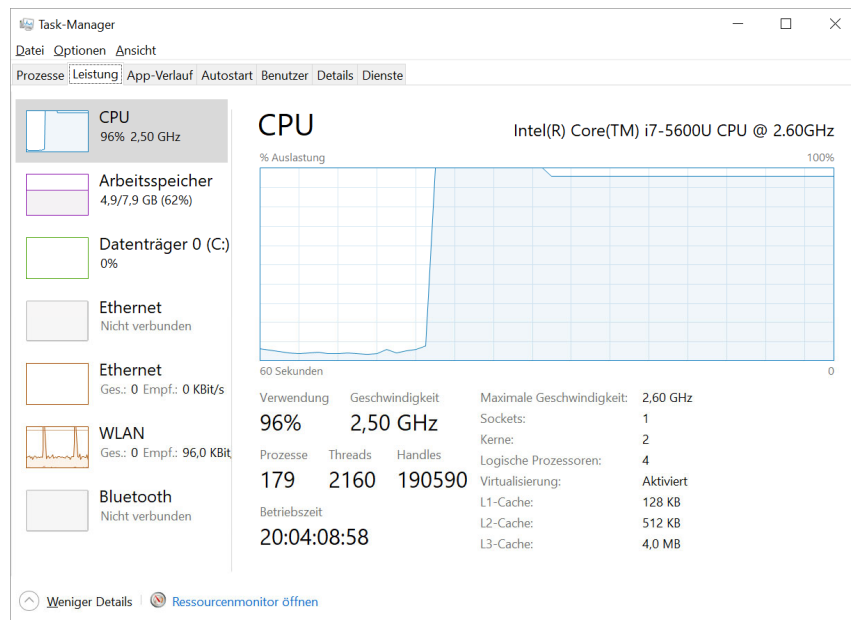 Task-Manager
Datei Optionen Ansicht
Prozesse Leistung App-Verlauf Autostart Benutzer Details Dienste
CPU
96% 2,50 GHz
Arbeitsspeicher
4,9/7,9 GB (62%)
Datenträger 0 (C:)
0%
Ethernet
Nicht verbunden
Ethernet
Ges.: 0 Empf.: 0 KBit/s
WLAN
Ges.: 0 Empf.: 96,0 KBit
Bluetooth
Nicht verbunden
CPU Intel(R) Core(TM) i7-5600U CPU @ 2.60GHz
% Auslastung 100%
60 Sekunden 0
Verwendung Geschwindigkeit
96% 2,50 GHz
Prozesse Threads Handles
179 2160 190590
Betriebszeit
20:04:08:58
Maximale Geschwindigkeit: 2,60 GHz
Sockets: 1
Kerne: 2
Logische Prozessoren: 4
Virtualisierung: Aktiviert
L1-Cache: 128 KB
L2-Cache: 512 KB
L3-Cache: 4,0 MB
Weniger Details Ressourcenmonitor öffnen